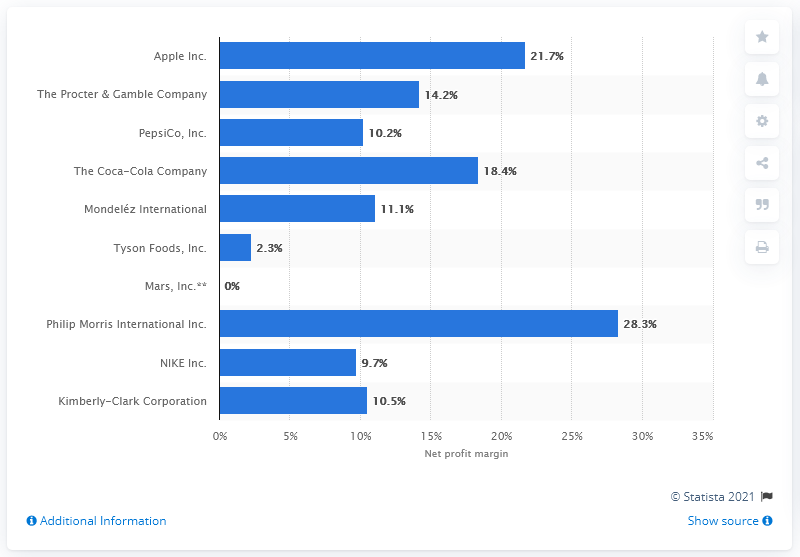 Apple Inc. 21.7%
The Procter & Gamble Company 14.2%
PepsiCo, Inc. 10.2%
The Coca-Cola Company 18.4%
Mondeléz International 11.1%
Tyson Foods, Inc. 2.3%
Mars, Inc.** 0%
Philip Morris International Inc. 28.3%
NIKE Inc. 9.7%
Kimberly-Clark Corporation 10.5%
0% 5% 10% 15% 20% 25% 30% 35%
Net profit margin
© Statista 2021
Additional Information Show source